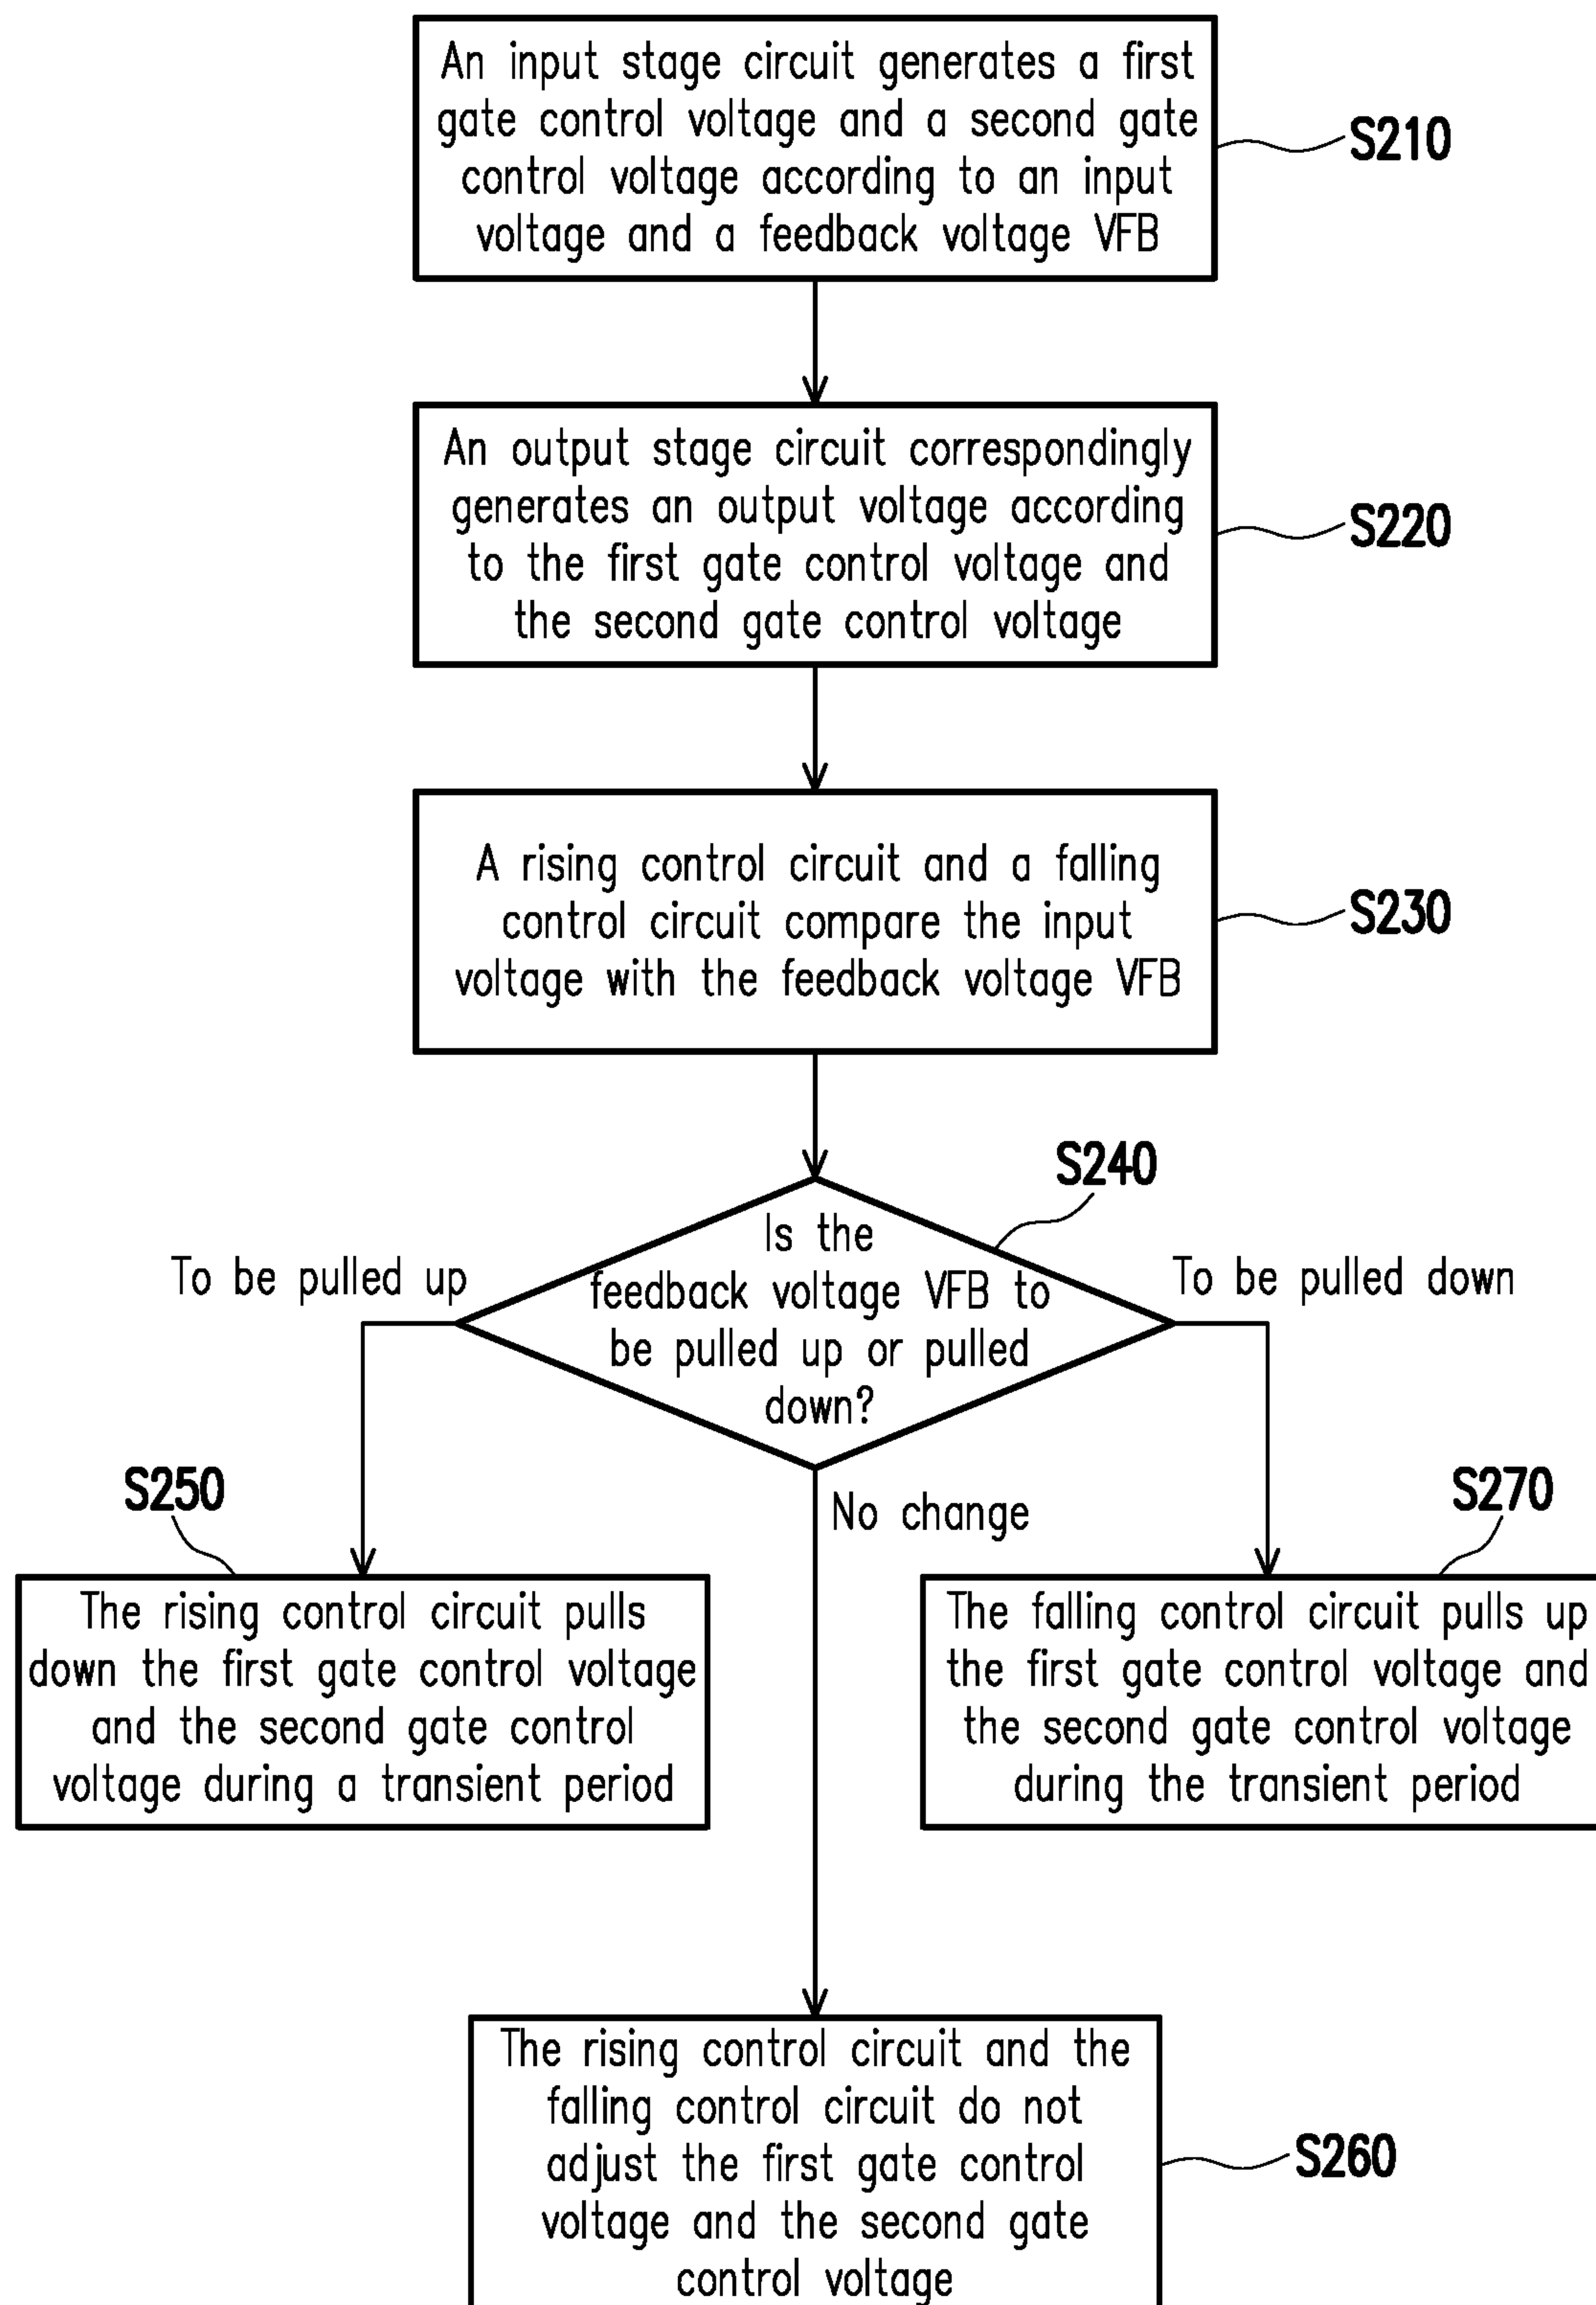 An input stage circuit generates a first
gate control voltage and a second gate
control voltage according to an input
voltage and a feedback voltage VFB
S210
An output stage circuit correspondingly
generates an output voltage according
to the first gate control voltage and
the second gate control voltage
S220
A rising control circuit and a falling
control circuit compare the input
voltage with the feedback voltage VFB
S230
S240
Is the
feedback voltage VFB to
be pulled up or pulled
down?
To be pulled up
To be pulled down
No change
S250
The rising control circuit pulls
down the first gate control voltage
and the second gate control
voltage during a transient period
S270
The falling control circuit pulls up
the first gate control voltage and
the second gate control voltage
during the transient period
The rising control circuit and the
falling control circuit do not
adjust the first gate control
voltage and the second gate
control voltage
S260